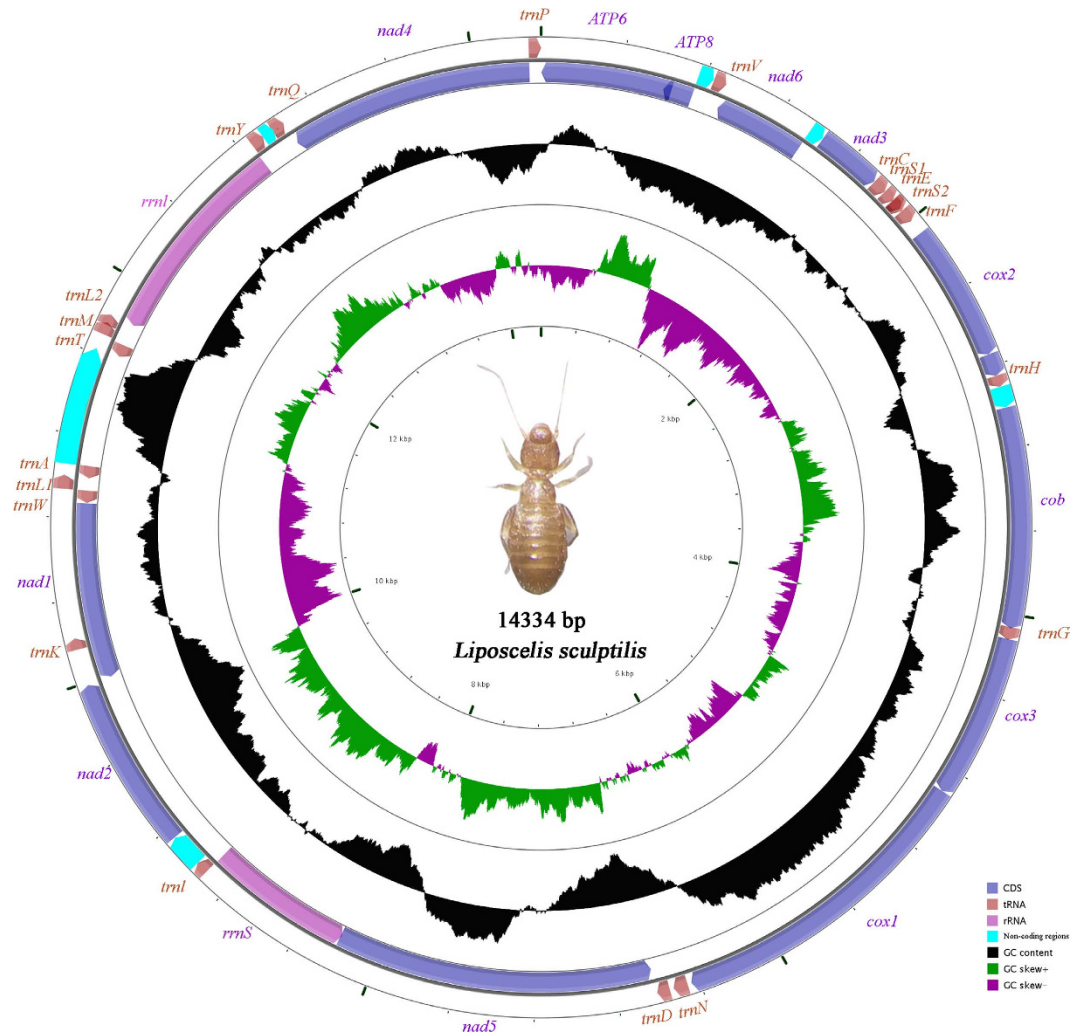 trnP
ATP6
ATP8
trnV
nad6
nad3
trnC
trnS1
trnE
trnS2
trnF
cox2
trnH
cob
trnG
cox3
cox1
trnN
trnD
nad5
rrnS
trnI
nad2
trnK
nad1
trnW
trnL1
trnA
trnT
trnM
trnL2
rrnl
trnY
trnQ
nad4
2 kbp
4 kbp
6 kbp
8 kbp
10 kbp
12 kbp
14334 bp
Liposcelis sculptilis
CDS
tRNA
rRNA
Non-coding regions
GC content
GC skew+
GC skew-